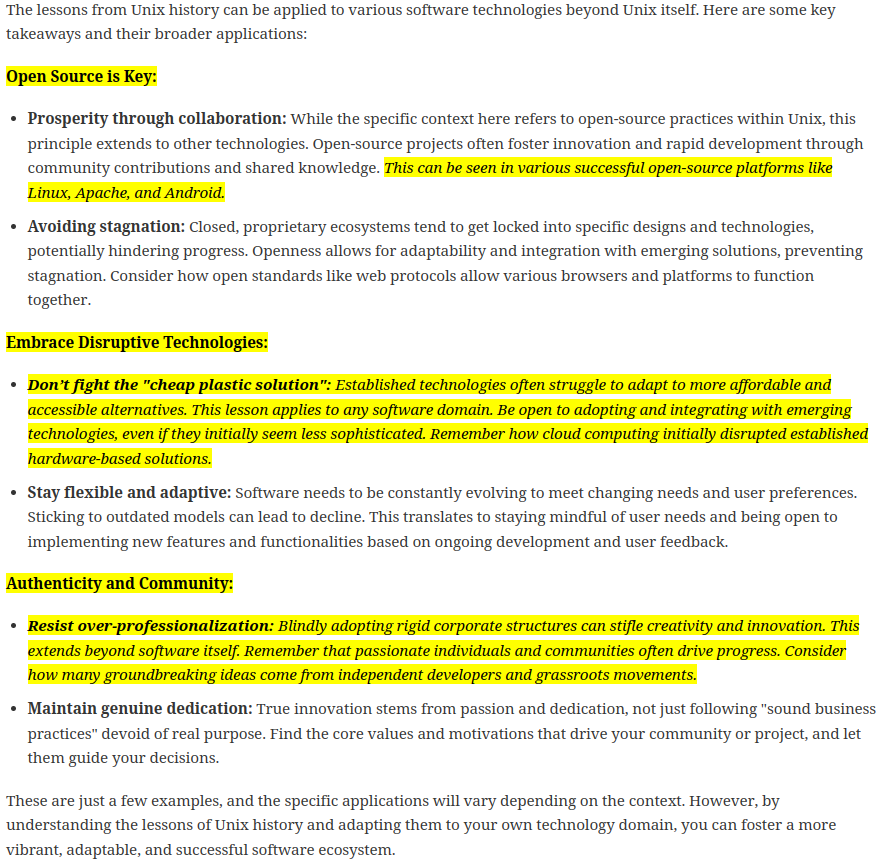 The lessons from Unix history can be applied to various software technologies beyond Unix itself. Here are some key
takeaways and their broader applications:
Open Source is Key:
• Prosperity through collaboration: While the specific context here refers to open-source practices within Unix, this
principle extends to other technologies. Open-source projects often foster innovation and rapid development through
community contributions and shared knowledge. This can be seen in various successful open-source platforms like
Linux, Apache, and Android.
• Avoiding stagnation: Closed, proprietary ecosystems tend to get locked into specific designs and technologies,
potentially hindering progress. Openness allows for adaptability and integration with emerging solutions, preventing
stagnation. Consider how open standards like web protocols allow various browsers and platforms to function
together.
Embrace Disruptive Technologies:
• Don’t fight the "cheap plastic solution": Established technologies often struggle to adapt to more affordable and
accessible alternatives. This lesson applies to any software domain. Be open to adopting and integrating with emerging
technologies, even if they initially seem less sophisticated. Remember how cloud computing initially disrupted established
hardware-based solutions.
• Stay flexible and adaptive: Software needs to be constantly evolving to meet changing needs and user preferences.
Sticking to outdated models can lead to decline. This translates to staying mindful of user needs and being open to
implementing new features and functionalities based on ongoing development and user feedback.
Authenticity and Community:
• Resist over-professionalization: Blindly adopting rigid corporate structures can stifle creativity and innovation. This
extends beyond software itself. Remember that passionate individuals and communities often drive progress. Consider
how many groundbreaking ideas come from independent developers and grassroots movements.
• Maintain genuine dedication: True innovation stems from passion and dedication, not just following "sound business
practices" devoid of real purpose. Find the core values and motivations that drive your community or project, and let
them guide your decisions.
These are just a few examples, and the specific applications will vary depending on the context. However, by
understanding the lessons of Unix history and adapting them to your own technology domain, you can foster a more
vibrant, adaptable, and successful software ecosystem.